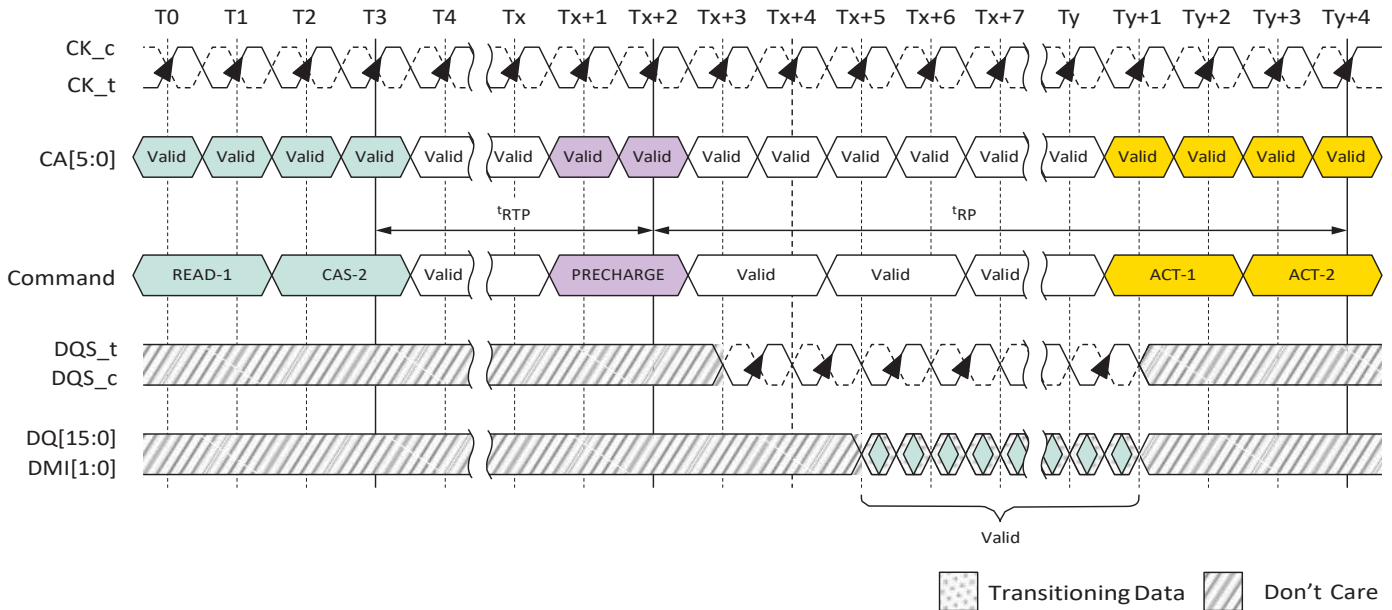 T0 T1 T2 T3 T4 Tx Tx+1 Tx+2 Tx+3 Tx+4 Tx+5 Tx+6 Tx+7 Ty Ty+1 Ty+2 Ty+3 Ty+4
CK_c
CK_t
CA[5:0] Valid Valid Valid Valid Valid Valid Valid Valid Valid Valid Valid Valid Valid Valid Valid Valid Valid Valid
tRTP tRP
Command READ-1 CAS-2 Valid PRECHARGE Valid Valid Valid ACT-1 ACT-2
DQS_t
DQS_c
DQ[15:0]
DMI[1:0]
Valid
Transitioning Data Don't Care